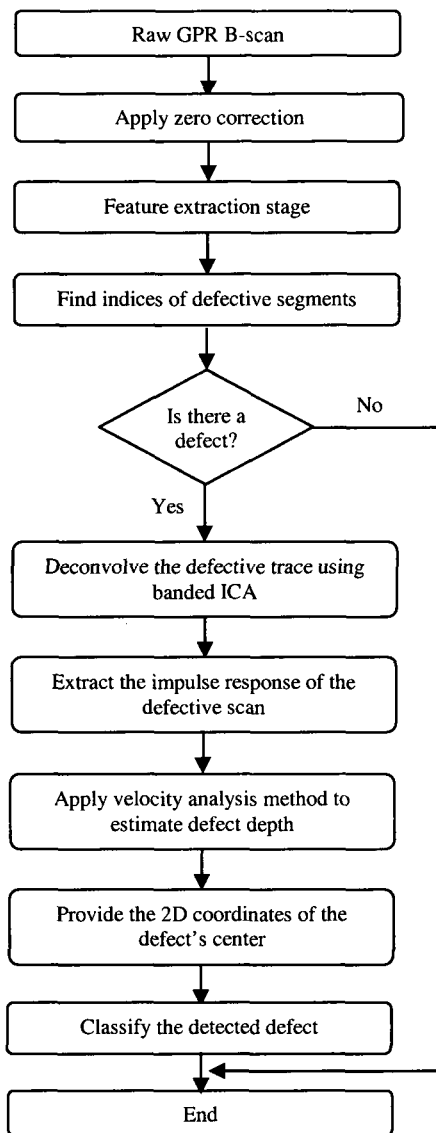 Raw GPR B-scan
Apply zero correction
Feature extraction stage
Find indices of defective segments
Is there a
defect?
No
Yes
Deconvolve the defective trace using
banded ICA
Extract the impulse response of the
defective scan
Apply velocity analysis method to
estimate defect depth
Provide the 2D coordinates of the
defect's center
Classify the detected defect
End